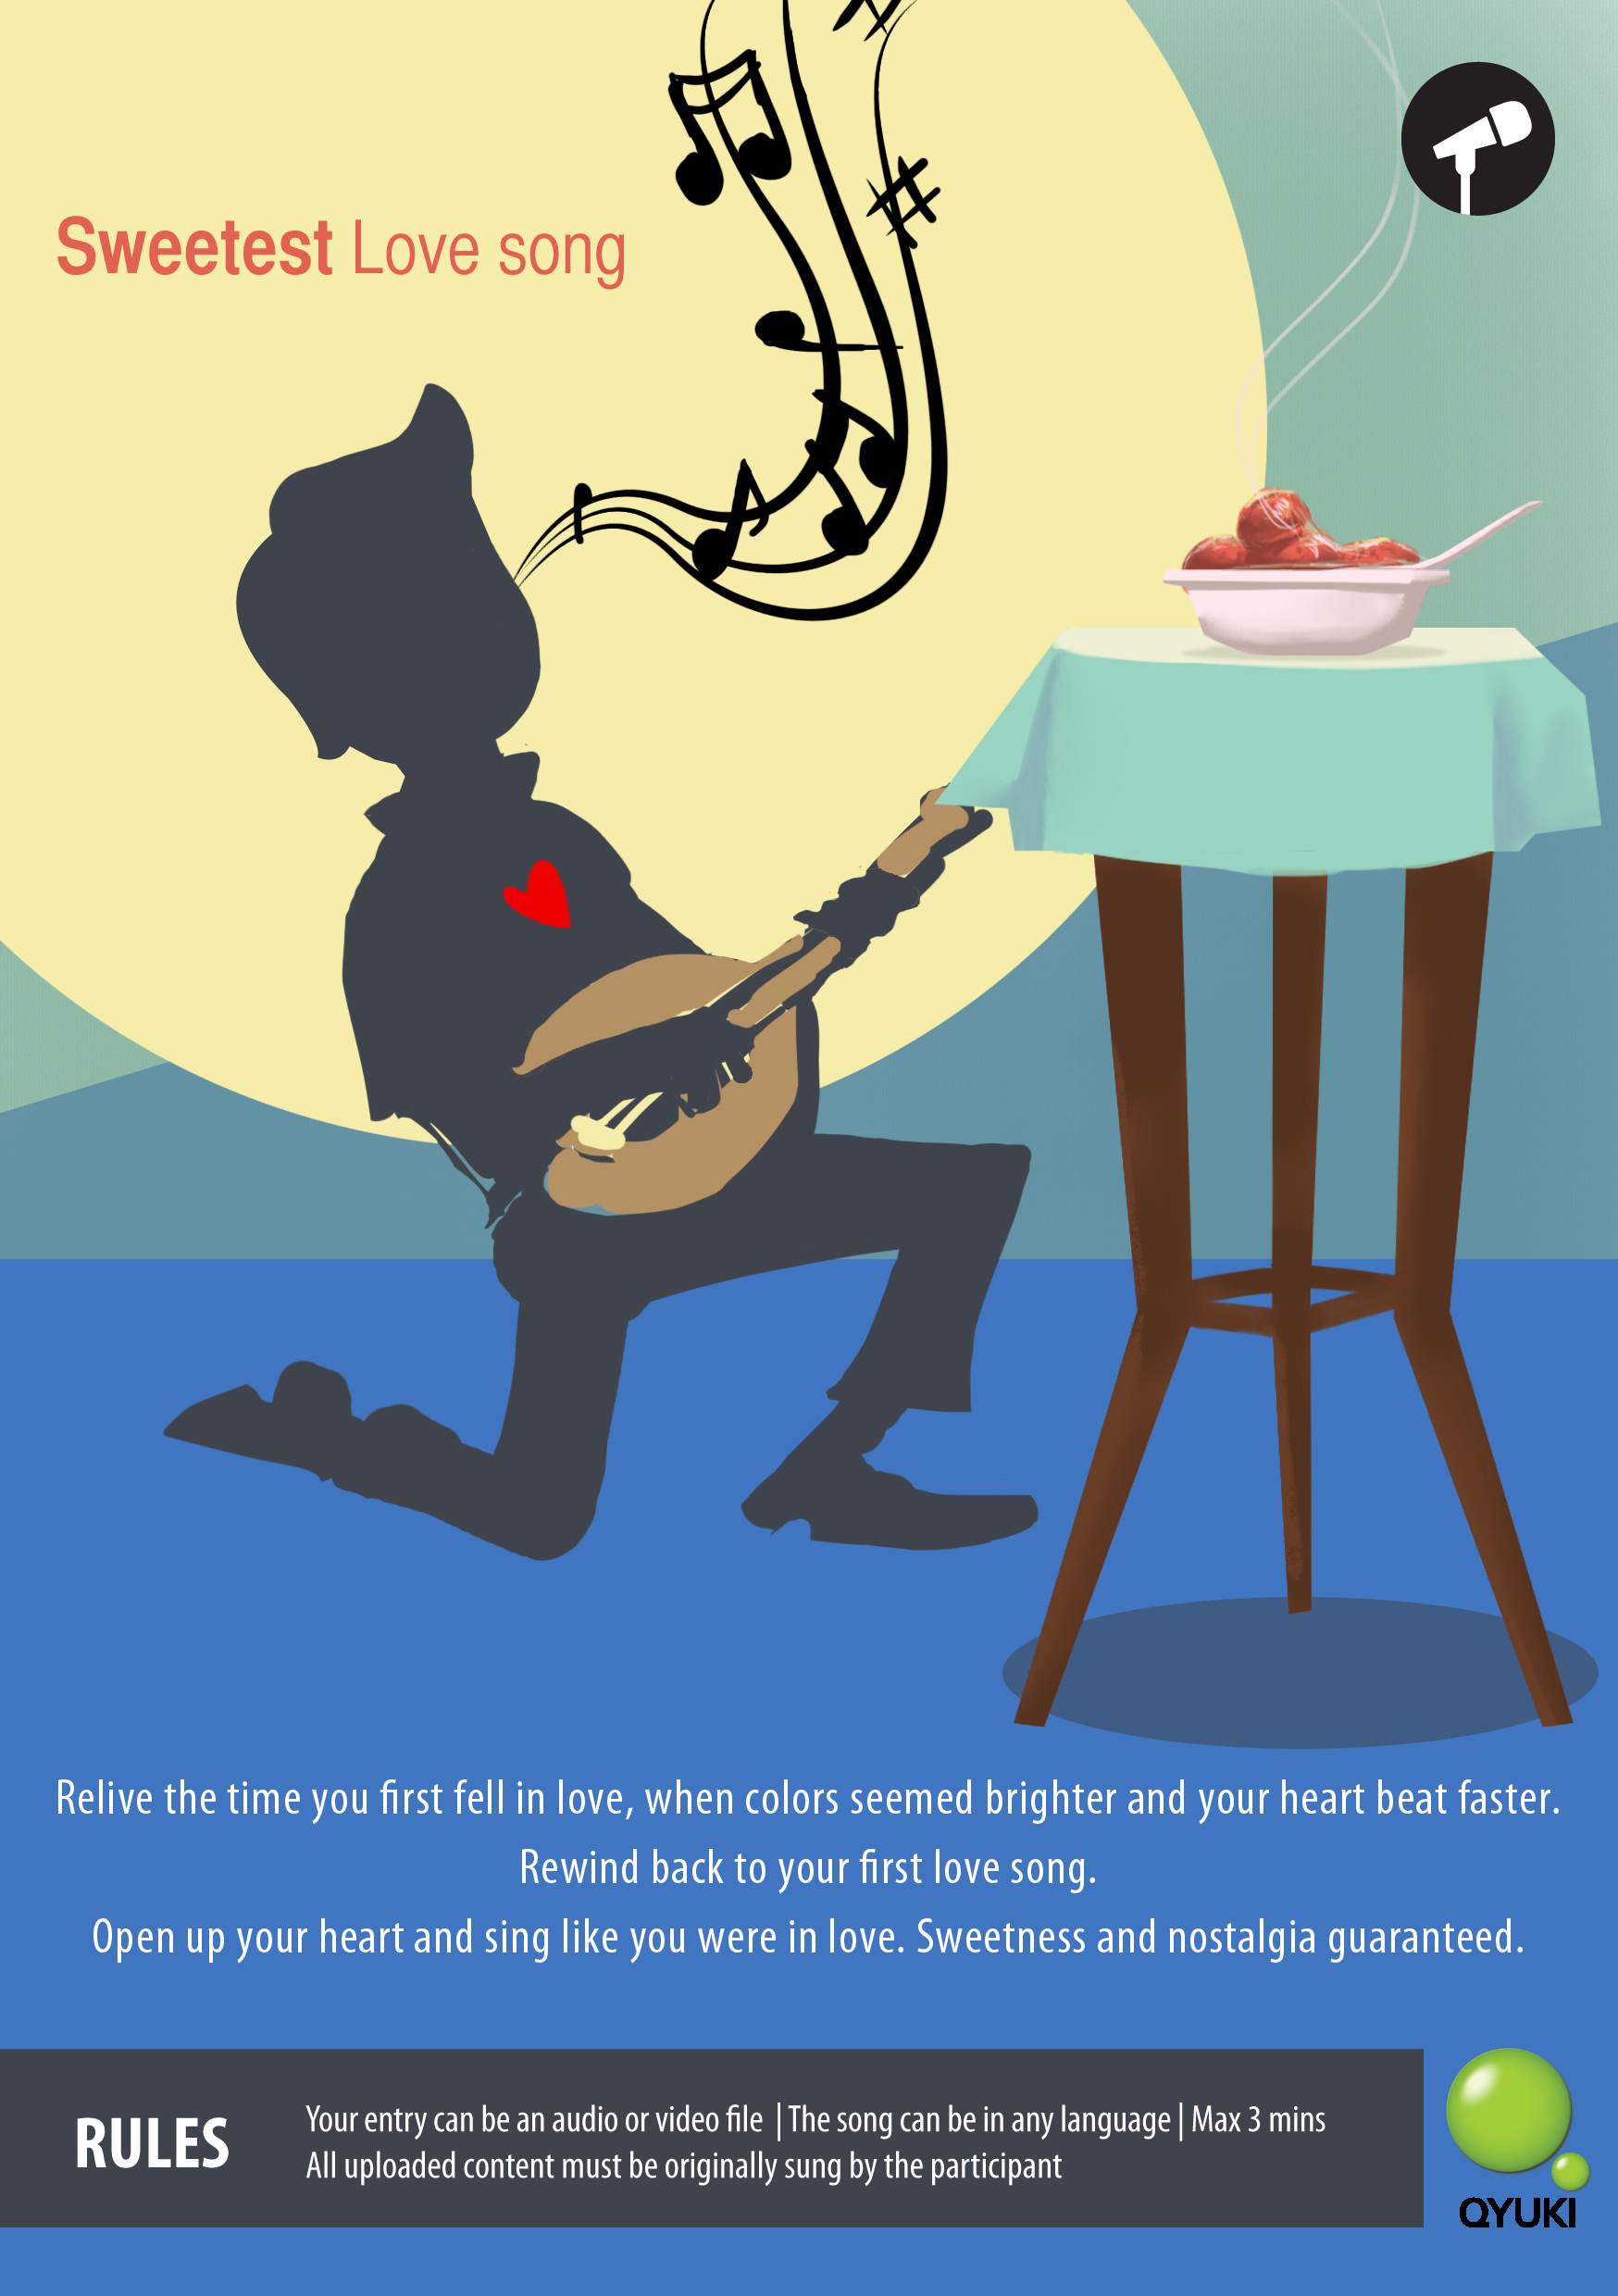 Sweetest Love song
Relive the time you first fell in love, when colors seemed brighter and your heart beat faster.
Rewind back to your first love song.
Open up your heart and sing like you were in love. Sweetness and nostalgia guaranteed.
RULES
Your entry can be an audio or video file | The song can be in any language | Max 3 mins
All uploaded content must be originally sung by the participant
QYUKI